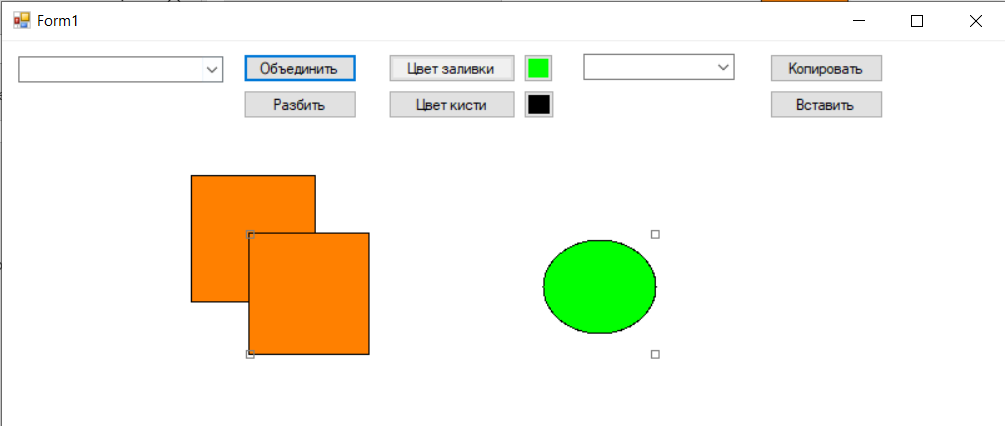 Form1
Объединить
Цвет заливки
Копировать
Разбить
Цвет кисти
Вставить